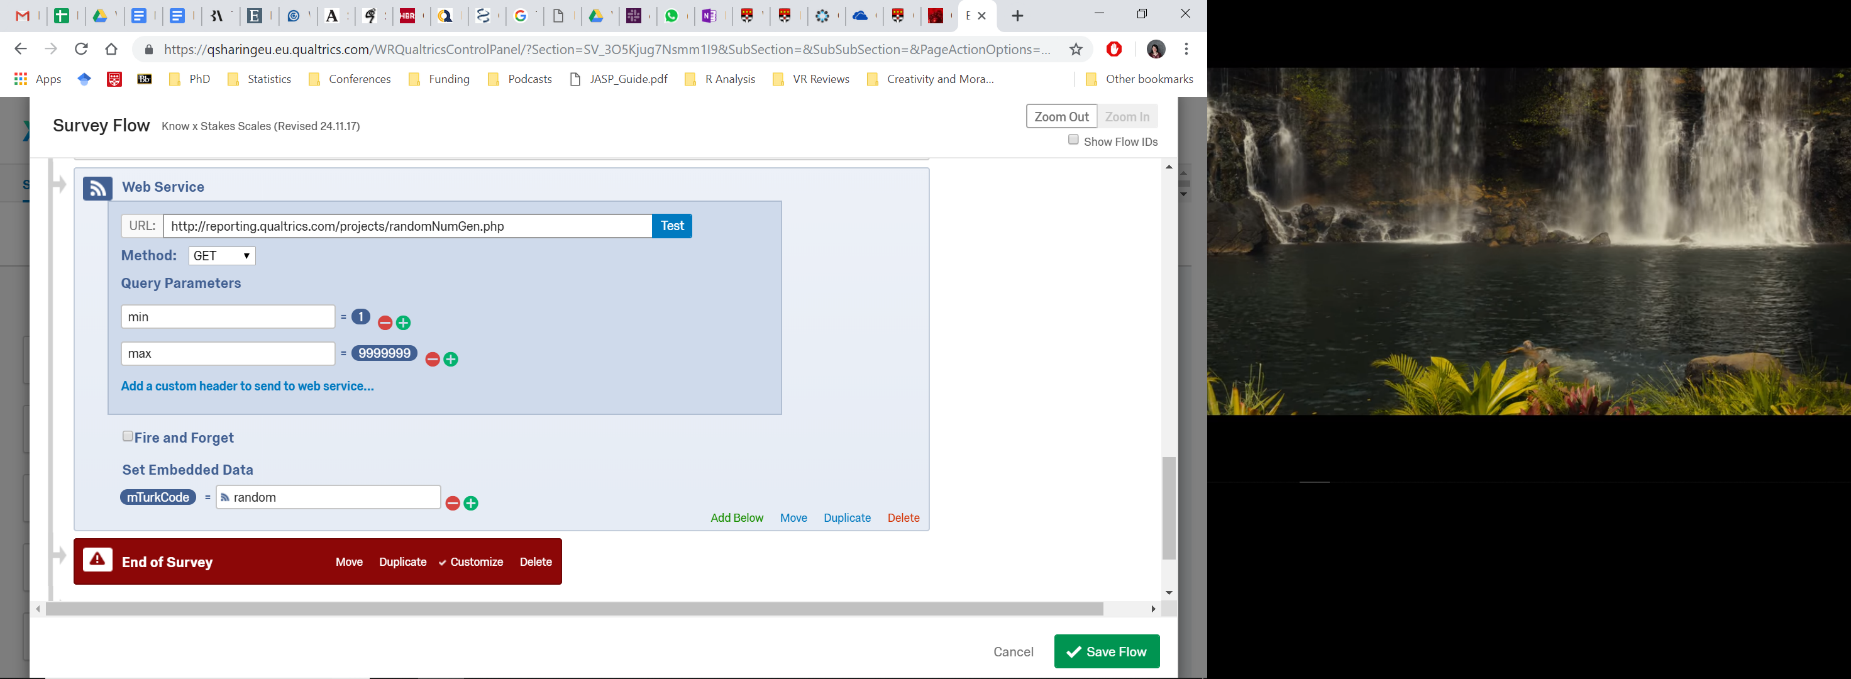 https://qsharingeu.eu.qualtrics.com/WRQualtricsControlPanel/?Section=SV_3O5Kjug7Nsmm1I9&SubSection=&SubSubSection=&PageActionOptions=...
Apps Bb PhD Statistics Conferences Funding Podcasts JASP_Guide.pdf R Analysis VR Reviews Creativity and Mora... Other bookmarks
Survey Flow Know x Stakes Scales (Revised 24.11.17)
Zoom Out Zoom In
Show Flow IDs
Web Service
URL: http://reporting.qualtrics.com/projects/randomNumGen.php Test
Method: GET
Query Parameters
min = 1
max = 9999999
Add a custom header to send to web service...
Fire and Forget
Set Embedded Data
mTurkCode = random
Add Below Move Duplicate Delete
End of Survey Move Duplicate Customize Delete
Cancel Save Flow